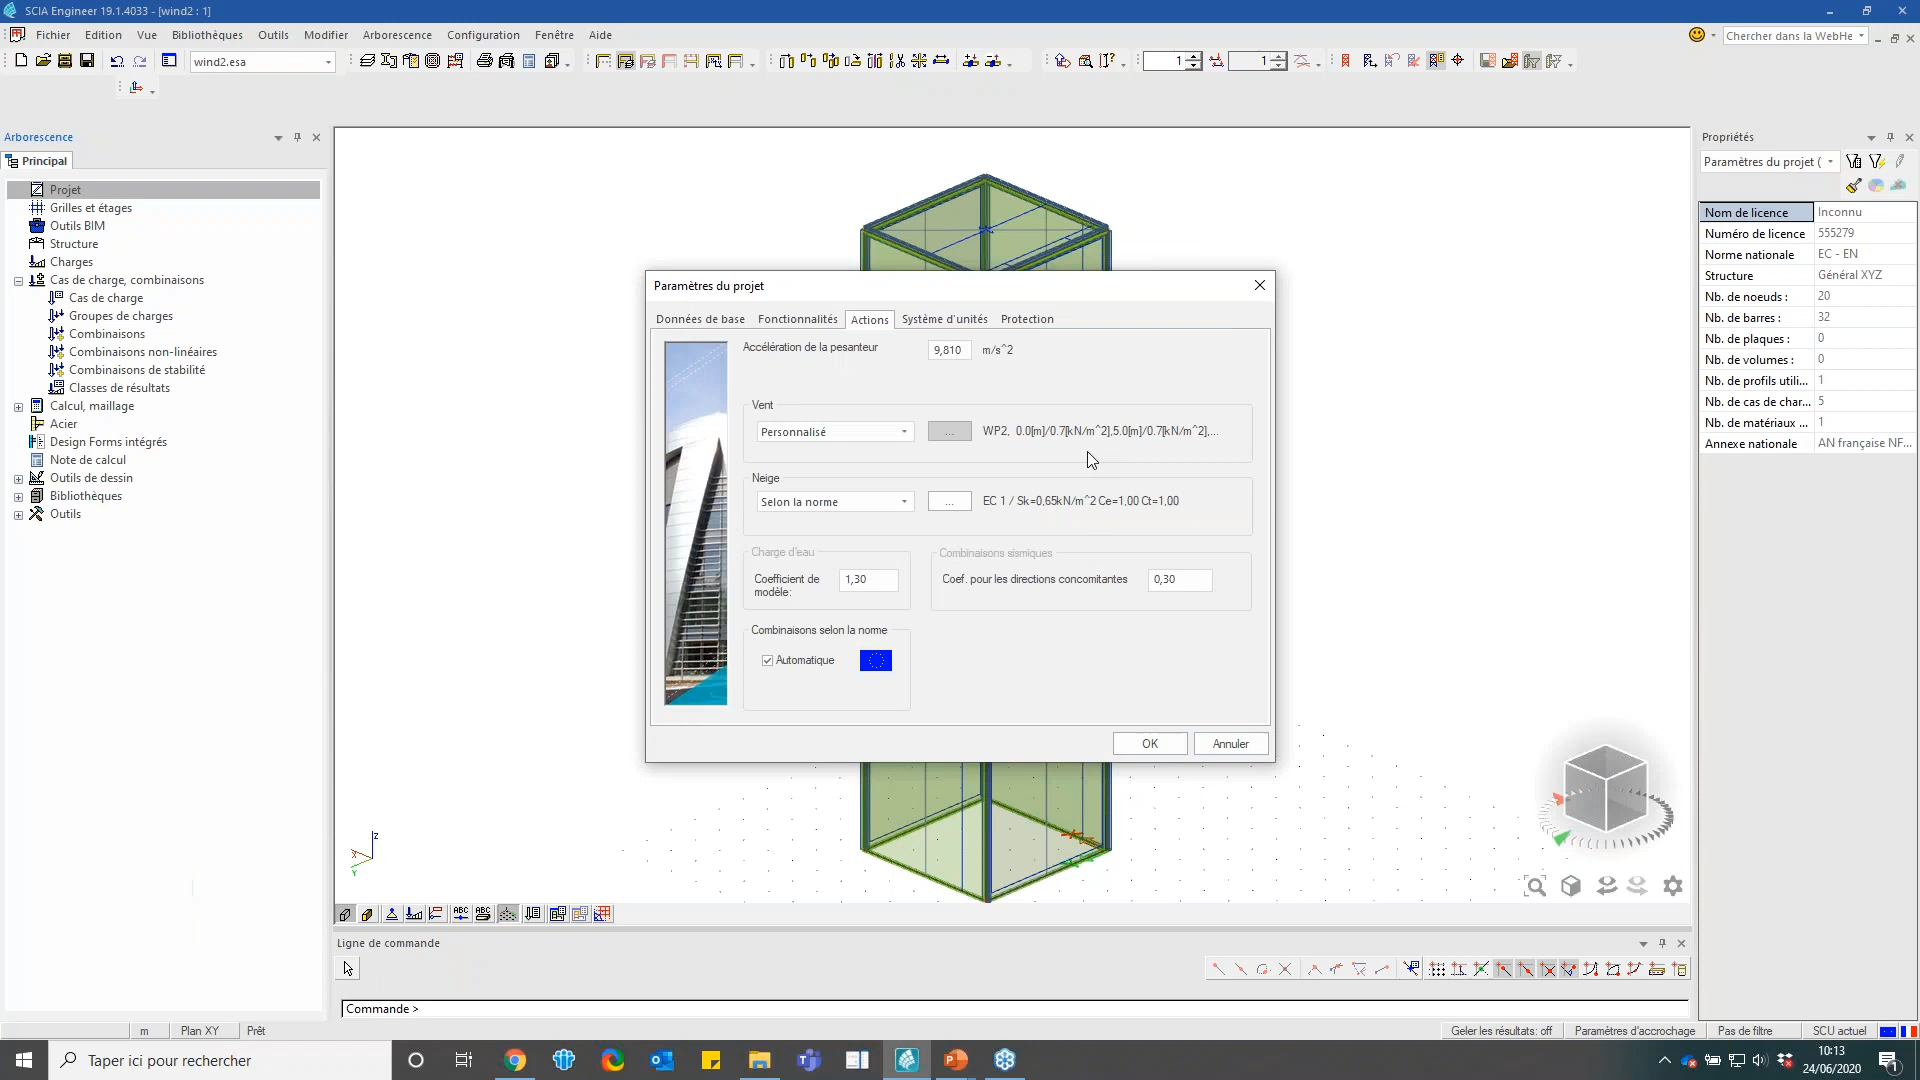 SCIA Engineer 19.1.4033 - [wind2 : 1]
Fichier Edition Vue Bibliothèques Outils Modifier Arborescence Configuration Fenêtre Aide
Chercher dans la WebHe
wind2.esa
1
1
Arborescence
Principal
Projet
Grilles et étages
Outils BIM
Structure
Charges
Cas de charge, combinaisons
Cas de charge
Groupes de charges
Combinaisons
Combinaisons non-linéaires
Combinaisons de stabilité
Classes de résultats
Calcul, maillage
Acier
Design Forms intégrés
Note de calcul
Outils de dessin
Bibliothèques
Outils
Paramètres du projet
Données de base Fonctionnalités Actions Système d'unités Protection
Accélération de la pesanteur 9,810 m/s^2
Vent
Personnalisé ... WP2, 0.0[m]/0.7[kN/m^2],5.0[m]/0.7[kN/m^2],...
Neige
Selon la norme ... EC 1 / Sk=0,65kN/m^2 Ce=1,00 Ct=1,00
Charge d'eau
Coefficient de modèle: 1,30
Combinaisons sismiques
Coef. pour les directions concomitantes 0,30
Combinaisons selon la norme
Automatique
OK Annuler
Propriétés
Paramètres du projet (
Nom de licence Inconnu
Numéro de licence 555279
Norme nationale EC - EN
Structure Général XYZ
Nb. de noeuds : 20
Nb. de barres : 32
Nb. de plaques : 0
Nb. de volumes : 0
Nb. de profils utili... 1
Nb. de cas de char... 5
Nb. de matériaux ... 1
Annexe nationale AN française NF...
z
x
Y
ABC ABC
Ligne de commande
Commande >
m Plan XY Prêt
Geler les résultats: off Paramètres d'accrochage Pas de filtre SCU actuel
Taper ici pour rechercher
10:13
24/06/2020
1